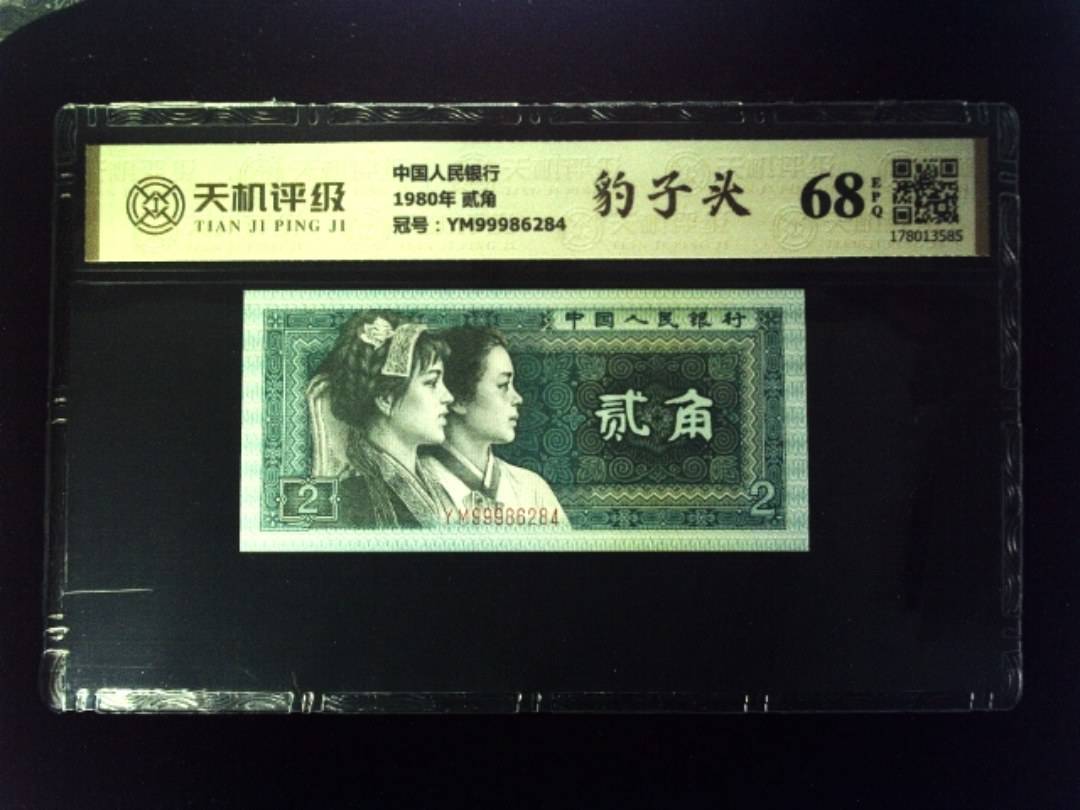 天机评级
TIAN JI PING JI
中国人民银行
1980年 贰角
冠号：YM99986284
豹子头
68
EPQ
178013585
中国人民银行
贰角
2
2
YM99986284